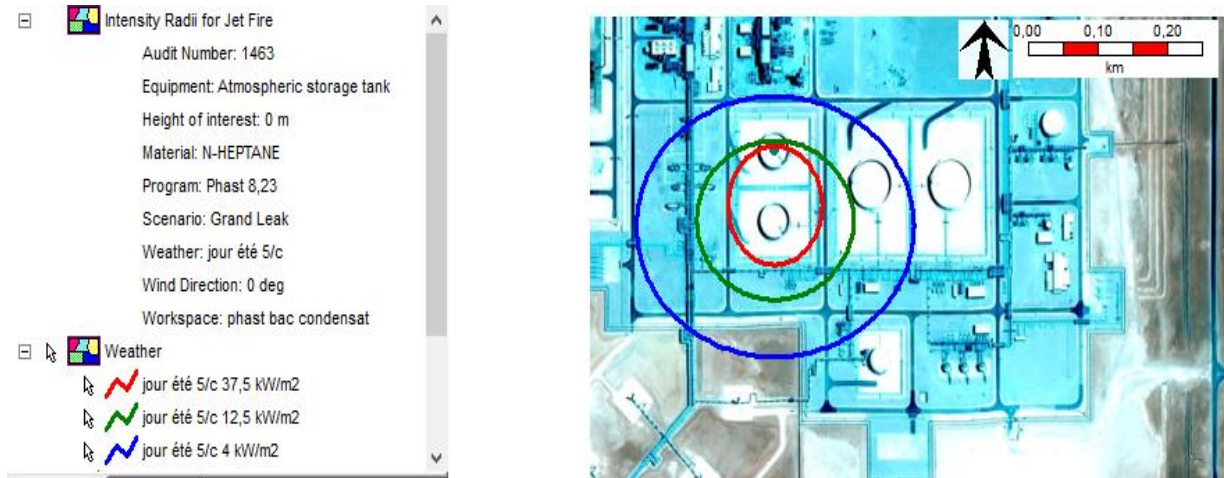 Intensity Radii for Jet Fire
Audit Number: 1463
Equipment: Atmospheric storage tank
Height of interest: 0 m
Material: N-HEPTANE
Program: Phast 8,23
Scenario: Grand Leak
Weather: jour été 5/c
Wind Direction: 0 deg
Workspace: phast bac condensat
Weather
jour été 5/c 37,5 kW/m2
jour été 5/c 12,5 kW/m2
jour été 5/c 4 kW/m2
0,00 0,10 0,20
km